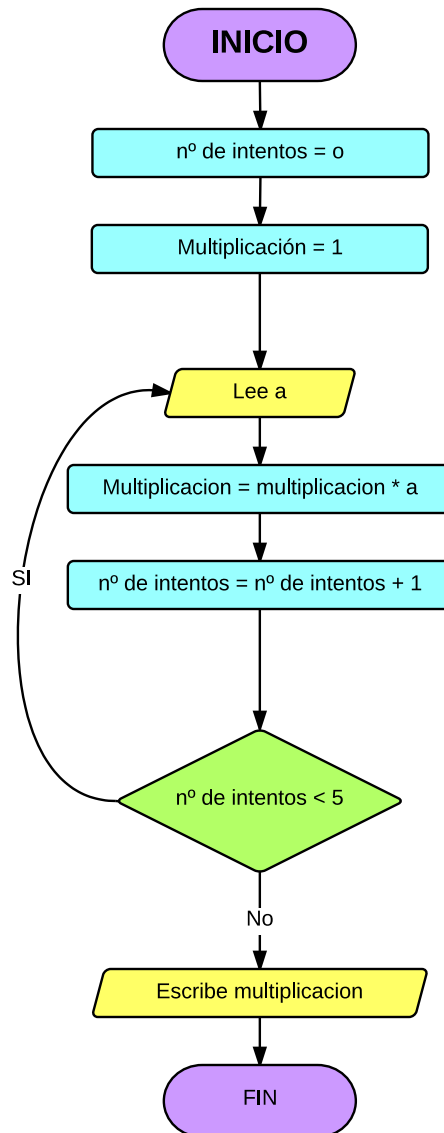 INICIO
nº de intentos = o
Multiplicación = 1
Lee a
Multiplicacion = multiplicacion * a
nº de intentos = nº de intentos + 1
SI
nº de intentos < 5
No
Escribe multiplicacion
FIN